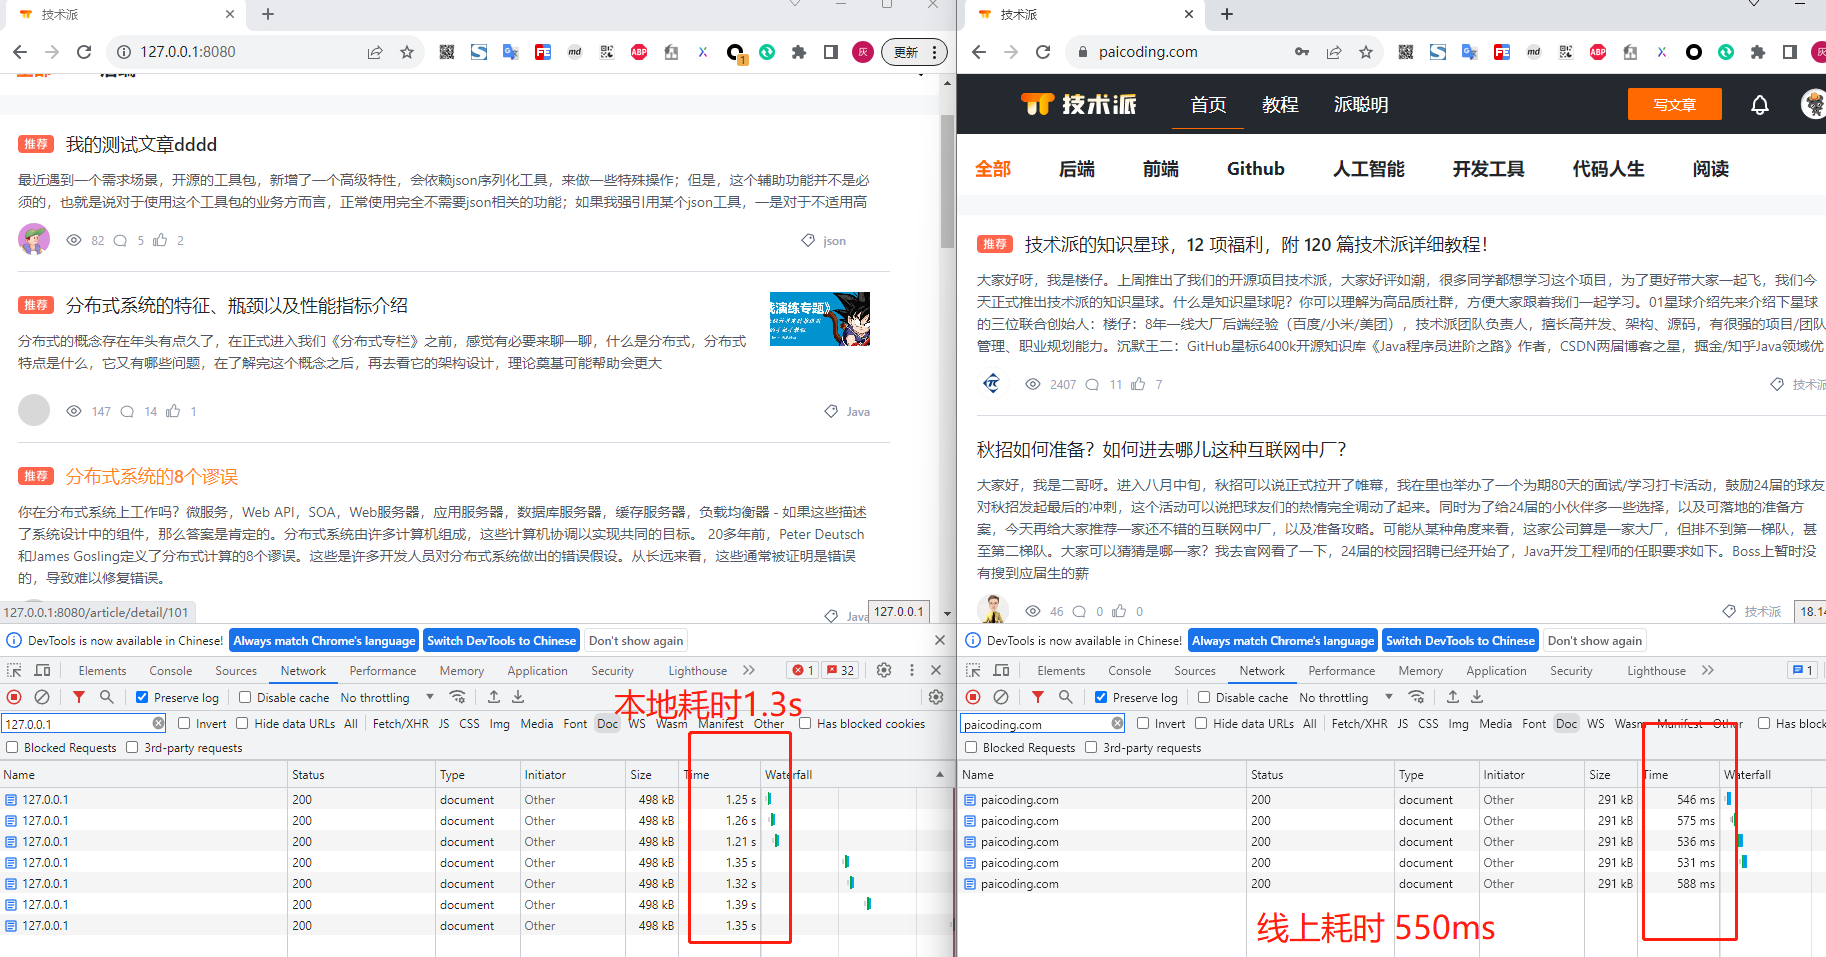 技术派
127.0.0.1:8080
更新
我的测试文章dddd
推荐
最近遇到一个需求场景，开源的工具包，新增了一个高级特性，会依赖json序列化工具，来做一些特殊操作；但是，这个辅助功能并不是必
须的，也就是说对于使用这个工具包的业务方而言，正常使用完全不需要json相关的功能；如果我强引用某个json工具，一是对于不适用高
82 5 2
json
推荐
分布式系统的特征、瓶颈以及性能指标介绍
分布式的概念存在年头有点久了，在正式进入我们《分布式专栏》之前，感觉有必要来聊一聊，什么是分布式，分布式
特点是什么，它又有哪些问题，在了解完这个概念之后，再去看它的架构设计，理论奠基可能帮助会更大
147 14 1
Java
推荐
分布式系统的8个谬误
你在分布式系统上工作吗？微服务，Web API，SOA，Web服务器，应用服务器，数据库服务器，缓存服务器，负载均衡器 - 如果这些描述
了系统设计中的组件，那么答案是肯定的。分布式系统由许多计算机组成，这些计算机协调以实现共同的目标。 20多年前，Peter Deutsch
和James Gosling定义了分布式计算的8个谬误。这些是许多开发人员对分布式系统做出的错误假设。从长远来看，这些通常被证明是错误
的，导致难以修复错误。
127.0.0.1:8080/article/detail/101
Java
127.0.0.1
DevTools is now available in Chinese! Always match Chrome's language Switch DevTools to Chinese Don't show again
Elements Console Sources Network Performance Memory Application Security Lighthouse 1 32
Preserve log Disable cache No throttling
本地耗时1.3s
127.0.0.1 Invert Hide data URLs All Fetch/XHR JS CSS Img Media Font Doc WS Wasm Manifest Other Has blocked cookies
Blocked Requests 3rd-party requests
Name Status Type Initiator Size Time Waterfall
127.0.0.1 200 document Other 498 kB 1.25 s
127.0.0.1 200 document Other 498 kB 1.26 s
127.0.0.1 200 document Other 498 kB 1.21 s
127.0.0.1 200 document Other 498 kB 1.35 s
127.0.0.1 200 document Other 498 kB 1.32 s
127.0.0.1 200 document Other 498 kB 1.39 s
127.0.0.1 200 document Other 498 kB 1.35 s
技术派
paicoding.com
技术派 首页 教程 派聪明 写文章
全部 后端 前端 Github 人工智能 开发工具 代码人生 阅读
推荐
技术派的知识星球，12 项福利，附 120 篇技术派详细教程！
大家好呀，我是楼仔。上周推出了我们的开源项目技术派，大家好评如潮，很多同学都想学习这个项目，为了更好带大家一起飞，我们今
天正式推出技术派的知识星球。什么是知识星球呢？你可以理解为高品质社群，方便大家跟着我们一起学习。01星球介绍先来介绍下星球
的三位联合创始人：楼仔：8年一线大厂后端经验（百度/小米/美团），技术派团队负责人，擅长高并发、架构、源码，有很强的项目/团队
管理、职业规划能力。沉默王二：GitHub星标6400k开源知识库《Java程序员进阶之路》作者，CSDN两届博客之星，掘金/知乎Java领域优
2407 11 7
技术派
秋招如何准备？如何进去哪儿这种互联网中厂？
大家好，我是二哥呀。进入八月中旬，秋招可以说正式拉开了帷幕，我在里也举办了一个为期80天的面试/学习打卡活动，鼓励24届的球友
对秋招发起最后的冲刺，这个活动可以说把球友们的热情完全调动了起来。同时为了给24届的小伙伴多一些选择，以及可落地的准备方
案，今天再给大家推荐一家还不错的互联网中厂，以及准备攻略。可能从某种角度来看，这家公司算是一家大厂，但排不到第一梯队，甚
至第二梯队。大家可以猜猜是哪一家？我去官网看了一下，24届的校园招聘已经开始了，Java开发工程师的任职要求如下。Boss上暂时没
有搜到应届生的薪
46 0 0
技术派
18.14
DevTools is now available in Chinese! Always match Chrome's language Switch DevTools to Chinese Don't show again
Elements Console Sources Network Performance Memory Application Security Lighthouse 1
Preserve log Disable cache No throttling
paicoding.com Invert Hide data URLs All Fetch/XHR JS CSS Img Media Font Doc WS Wasm Manifest Other Has block
Blocked Requests 3rd-party requests
Name Status Type Initiator Size Time Waterfall
paicoding.com 200 document Other 291 kB 546 ms
paicoding.com 200 document Other 291 kB 575 ms
paicoding.com 200 document Other 291 kB 536 ms
paicoding.com 200 document Other 291 kB 531 ms
paicoding.com 200 document Other 291 kB 588 ms
线上耗时 550ms